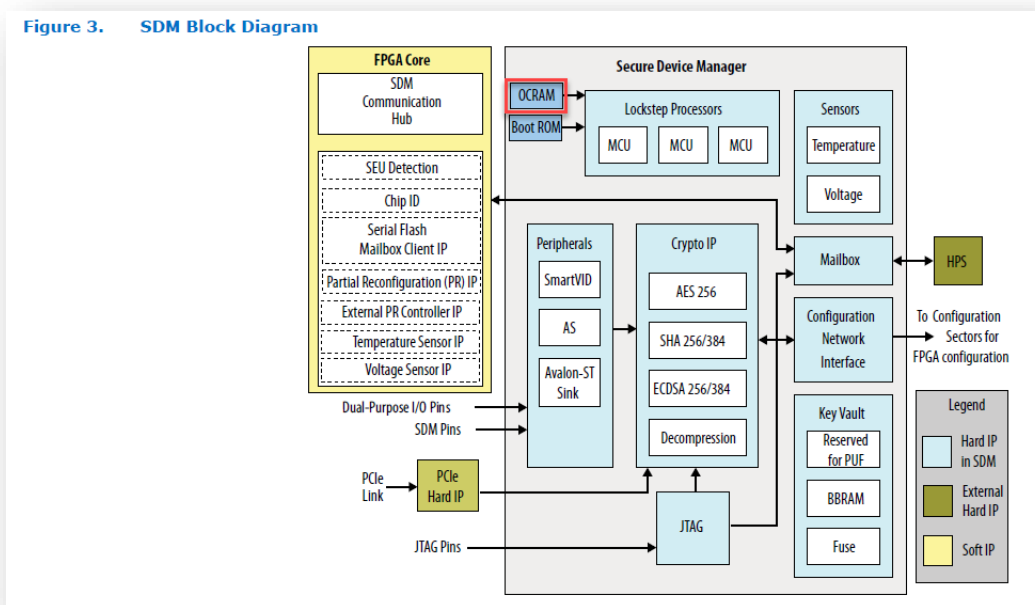 Figure 3. SDM Block Diagram
FPGA Core
SDM
Communication
Hub
SEU Detection
Chip ID
Serial Flash
Mailbox Client IP
Partial Reconfiguration (PR) IP
External PR Controller IP
Temperature Sensor IP
Voltage Sensor IP
Secure Device Manager
OCRAM
Boot ROM
Lockstep Processors
MCU MCU MCU
Sensors
Temperature
Voltage
Peripherals
SmartVID
AS
Avalon-ST
Sink
Crypto IP
AES 256
SHA 256/384
ECDSA 256/384
Decompression
Mailbox
HPS
Configuration
Network
Interface
To Configuration
Sectors for
FPGA configuration
Key Vault
Reserved
for PUF
BBRAM
Fuse
Dual-Purpose I/O Pins
SDM Pins
PCIe
Link
PCIe
Hard IP
JTAG Pins
JTAG
Legend
Hard IP
in SDM
External
Hard IP
Soft IP